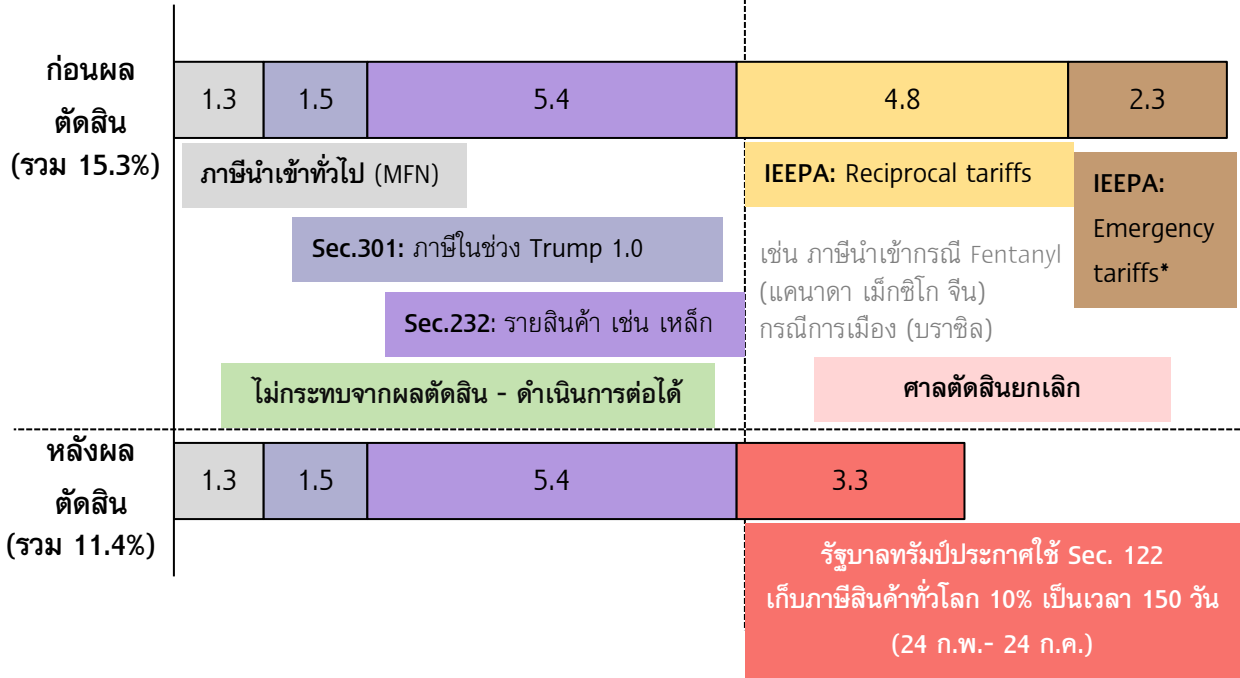 ก่อนผล
ตัดสิน
(รวม 15.3%)
1.3
1.5
5.4
4.8
2.3
ภาษีนำเข้าทั่วไป (MFN)
Sec.301: ภาษีในช่วง Trump 1.0
Sec.232: รายสินค้า เช่น เหล็ก
ไม่กระทบจากผลตัดสิน - ดำเนินการต่อได้
IEEPA: Reciprocal tariffs
IEEPA:
Emergency
tariffs*
เช่น ภาษีนำเข้ากรณี Fentanyl
(แคนาดา เม็กซิโก จีน)
กรณีการเมือง (บราซิล)
ศาลตัดสินยกเลิก
หลังผล
ตัดสิน
(รวม 11.4%)
1.3
1.5
5.4
3.3
รัฐบาลทรัมป์ประกาศใช้ Sec. 122
เก็บภาษีสินค้าทั่วโลก 10% เป็นเวลา 150 วัน
(24 ก.พ.- 24 ก.ค.)